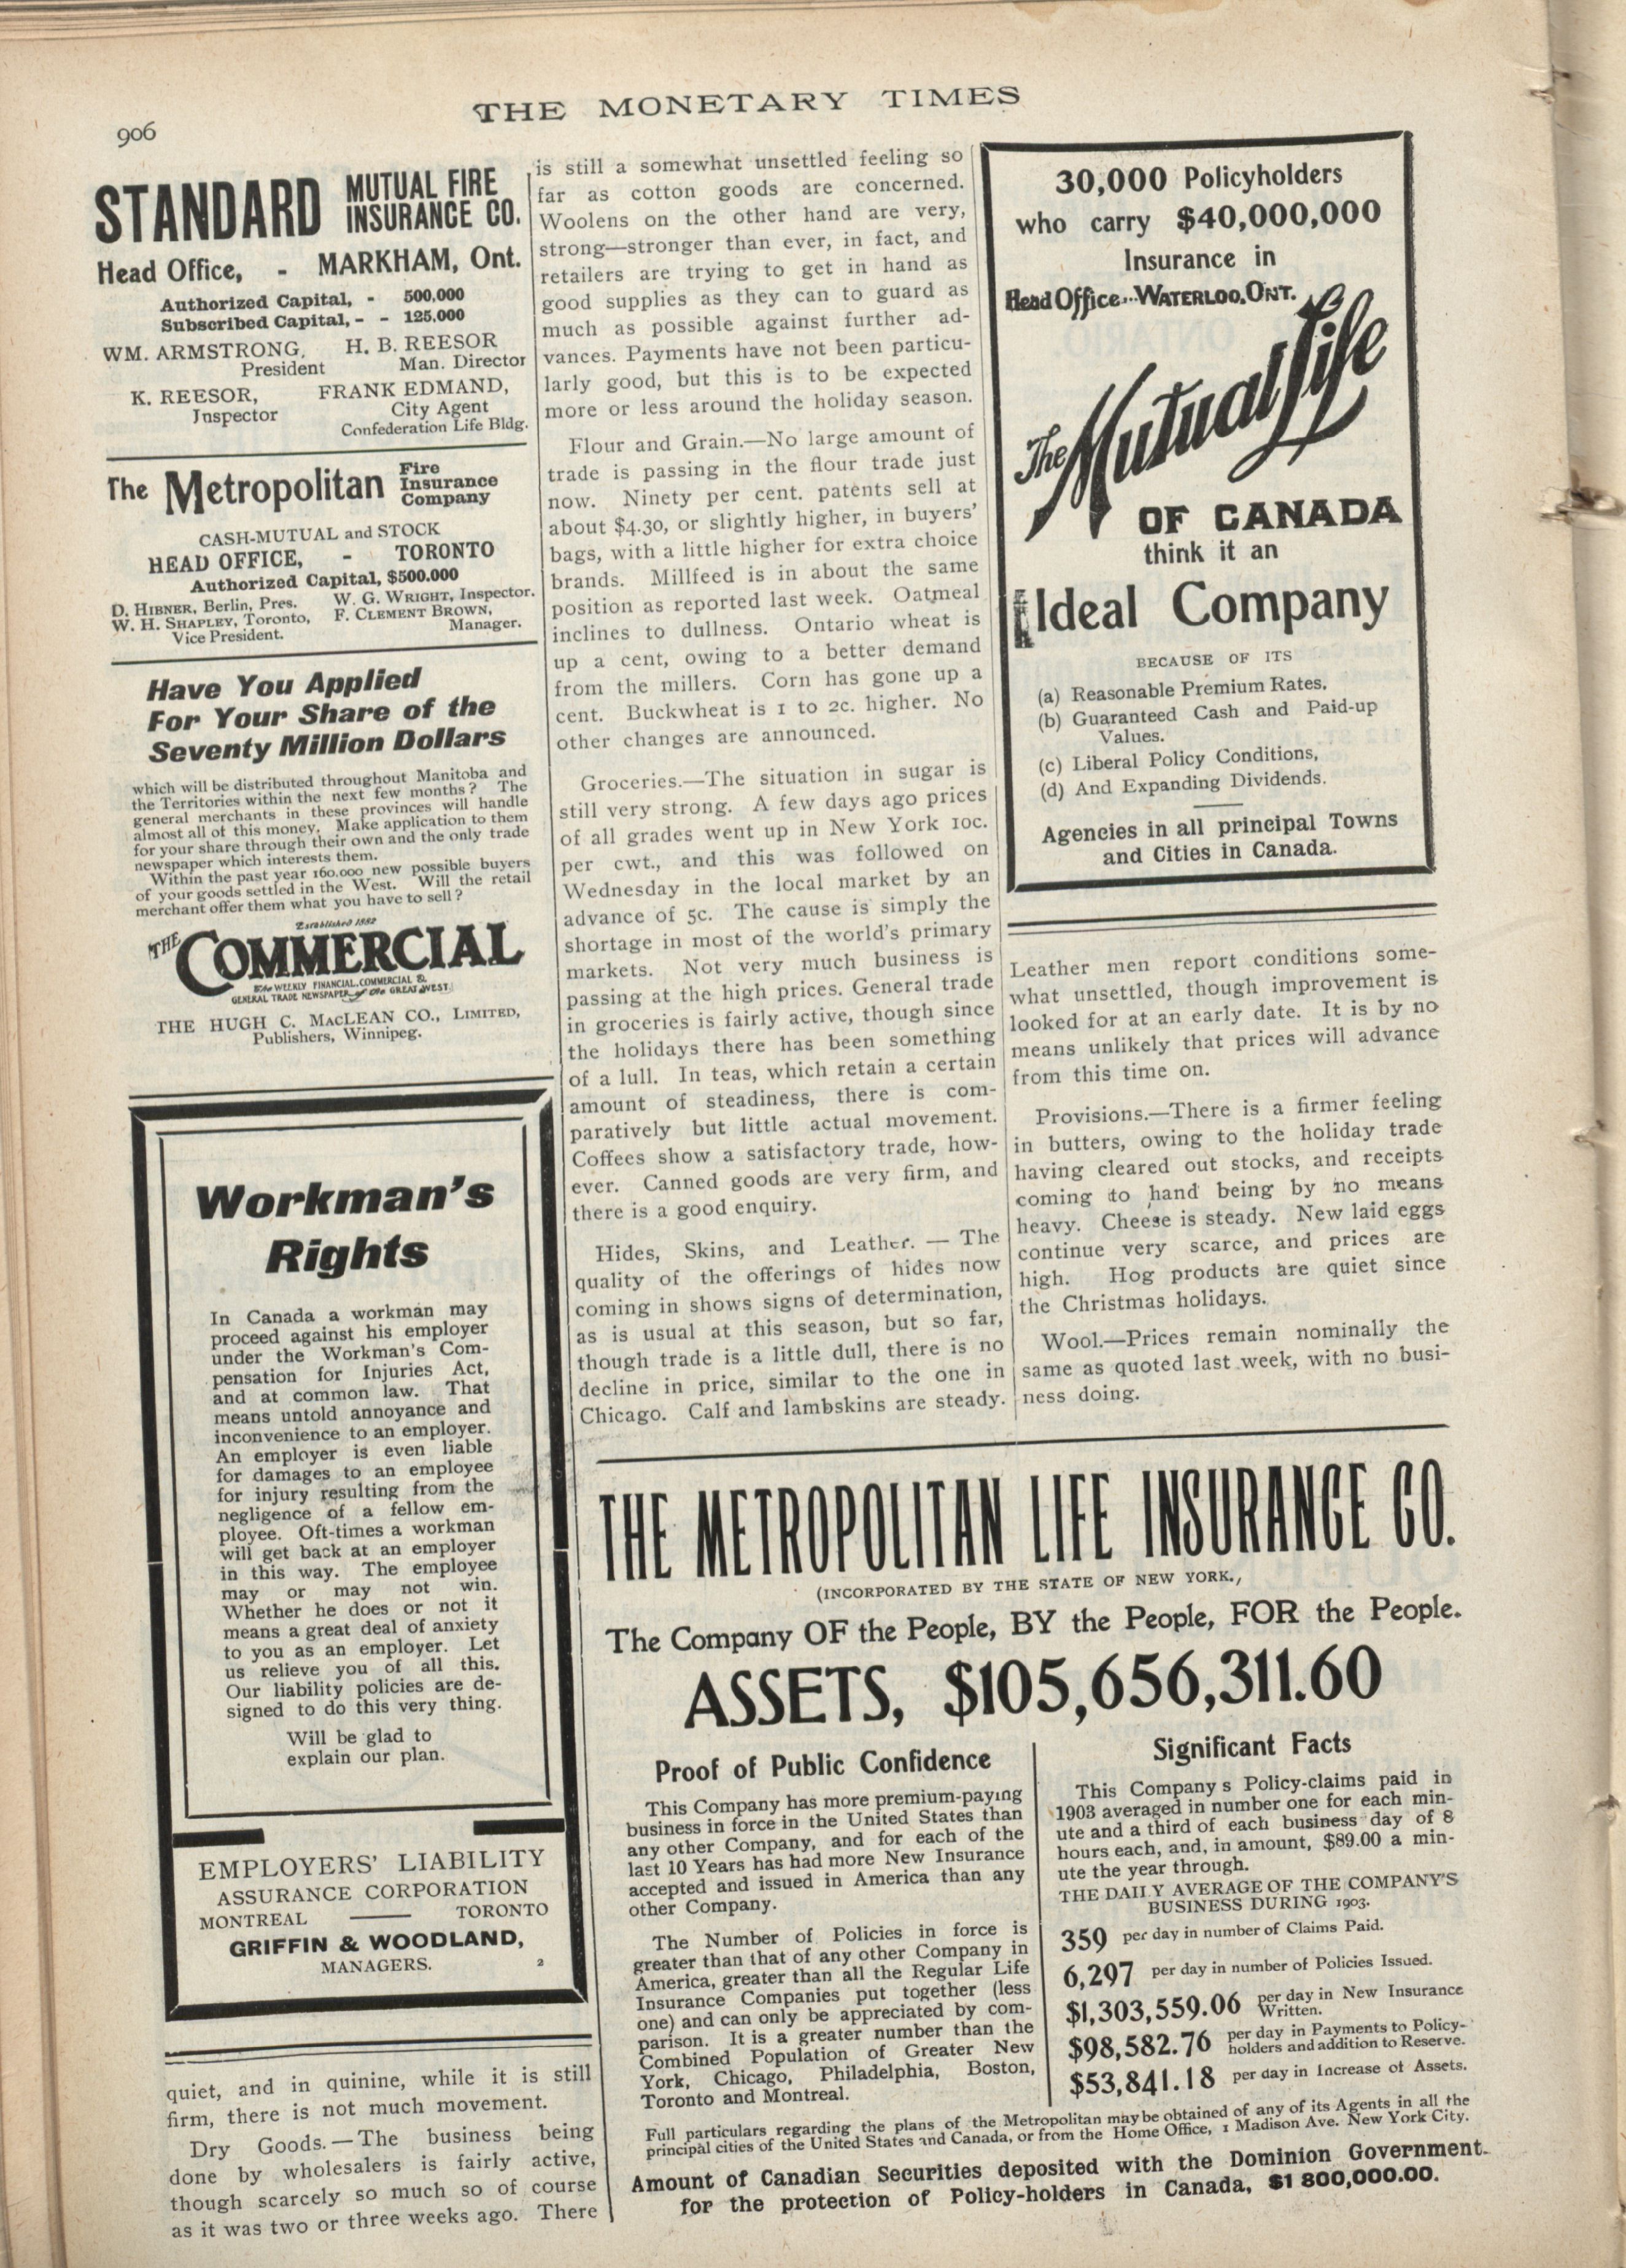 906
THE MONETARY TIMES
STANDARD MUTUAL FIRE
INSURANCE CO.
Head Office, - MARKHAM, Ont.
Authorized Capital, - 500,000
Subscribed Capital, - - 125,000
WM. ARMSTRONG, H. B. REESOR
President Man. Director
K. REESOR, FRANK EDMAND,
Inspector City Agent
Confederation Life Bldg.
The Metropolitan Fire
Insurance
Company
CASH-MUTUAL and STOCK
HEAD OFFICE, - TORONTO
Authorized Capital, $500.000
D. HIBNER, Berlin, Pres. W. G. WRIGHT, Inspector.
W. H. SHAPLEY, Toronto, F. CLEMENT BROWN,
Vice President. Manager.
Have You Applied
For Your Share of the
Seventy Million Dollars
which will be distributed throughout Manitoba and
the Territories within the next few months? The
general merchants in these provinces will handle
almost all of this money. Make application to them
for your share through their own and the only trade
newspaper which interests them.
Within the past year 160.000 new possible buyers
of your goods settled in the West. Will the retail
merchant offer them what you have to sell?
Established 1882
THE COMMERCIAL
The WEEKLY FINANCIAL, COMMERCIAL &
GENERAL TRADE NEWSPAPER of the GREAT WEST.
THE HUGH C. MACLEAN CO., LIMITED,
Publishers, Winnipeg.
Workman's
Rights
In Canada a workman may
proceed against his employer
under the Workman's Com-
pensation for Injuries Act,
and at common law. That
means untold annoyance and
inconvenience to an employer.
An employer is even liable
for damages to an employee
for injury resulting from the
negligence of a fellow em-
ployee. Oft-times a workman
will get back at an employer
in this way. The employee
may or may not win.
Whether he does or not it
means a great deal of anxiety
to you as an employer. Let
us relieve you of all this.
Our liability policies are de-
signed to do this very thing.
Will be glad to
explain our plan.
EMPLOYERS' LIABILITY
ASSURANCE CORPORATION
MONTREAL TORONTO
GRIFFIN & WOODLAND,
MANAGERS. 2
quiet, and in quinine, while it is still
firm, there is not much movement.
Dry Goods.—The business being
done by wholesalers is fairly active,
though scarcely so much so of course
as it was two or three weeks ago. There
is still a somewhat unsettled feeling so
far as cotton goods are concerned.
Woolens on the other hand are very,
strong—stronger than ever, in fact, and
retailers are trying to get in hand as
good supplies as they can to guard as
much as possible against further ad-
vances. Payments have not been particu-
larly good, but this is to be expected
more or less around the holiday season.
Flour and Grain.—No large amount of
trade is passing in the flour trade just
now. Ninety per cent. patents sell at
about $4.30, or slightly higher, in buyers'
bags, with a little higher for extra choice
brands. Millfeed is in about the same
position as reported last week. Oatmeal
inclines to dullness. Ontario wheat is
up a cent, owing to a better demand
from the millers. Corn has gone up a
cent. Buckwheat is 1 to 2c. higher. No
other changes are announced.
Groceries.—The situation in sugar is
still very strong. A few days ago prices
of all grades went up in New York 10c.
per cwt., and this was followed on
Wednesday in the local market by an
advance of 5c. The cause is simply the
shortage in most of the world's primary
markets. Not very much business is
passing at the high prices. General trade
in groceries is fairly active, though since
the holidays there has been something
of a lull. In teas, which retain a certain
amount of steadiness, there is com-
paratively but little actual movement.
Coffees show a satisfactory trade, how-
ever. Canned goods are very firm, and
there is a good enquiry.
Hides, Skins, and Leather. — The
quality of the offerings of hides now
coming in shows signs of determination,
as is usual at this season, but so far,
though trade is a little dull, there is no
decline in price, similar to the one in
Chicago. Calf and lambskins are steady.
30,000 Policyholders
who carry $40,000,000
Insurance in
Head Office...WATERLOO, ONT.
The Mutual Life
OF CANADA
think it an
Ideal Company
BECAUSE OF ITS
(a) Reasonable Premium Rates,
(b) Guaranteed Cash and Paid-up
Values.
(c) Liberal Policy Conditions,
(d) And Expanding Dividends.
Agencies in all principal Towns
and Cities in Canada.
Leather men report conditions some-
what unsettled, though improvement is
looked for at an early date. It is by no
means unlikely that prices will advance
from this time on.
Provisions.—There is a firmer feeling
in butters, owing to the holiday trade
having cleared out stocks, and receipts
coming to hand being by no means
heavy. Cheese is steady. New laid eggs
continue very scarce, and prices are
high. Hog products are quiet since
the Christmas holidays.
Wool.—Prices remain nominally the
same as quoted last week, with no busi-
ness doing.
THE METROPOLITAN LIFE INSURANCE CO.
(INCORPORATED BY THE STATE OF NEW YORK.,
The Company OF the People, BY the People, FOR the People.
ASSETS, $105,656,311.60
Proof of Public Confidence
This Company has more premium-paying
business in force in the United States than
any other Company, and for each of the
last 10 Years has had more New Insurance
accepted and issued in America than any
other Company.
The Number of Policies in force is
greater than that of any other Company in
America, greater than all the Regular Life
Insurance Companies put together (less
one) and can only be appreciated by com-
parison. It is a greater number than the
Combined Population of Greater New
York, Chicago, Philadelphia, Boston,
Toronto and Montreal.
Significant Facts
This Company s Policy-claims paid in
1903 averaged in number one for each min-
ute and a third of each business day of 8
hours each, and, in amount, $89.00 a min-
ute the year through.
THE DAILY AVERAGE OF THE COMPANY'S
BUSINESS DURING 1903.
359 per day in number of Claims Paid.
6,297 per day in number of Policies Issued.
$1,303,559.06 per day in New Insurance
Written.
$98,582.76 per day in Payments to Policy-
holders and addition to Reserve.
$53,841.18 per day in Increase of Assets.
Full particulars regarding the plans of the Metropolitan may be obtained of any of its Agents in all the
principal cities of the United States and Canada, or from the Home Office, 1 Madison Ave. New York City.
Amount of Canadian Securities deposited with the Dominion Government
for the protection of Policy-holders in Canada, $1 800,000.00.